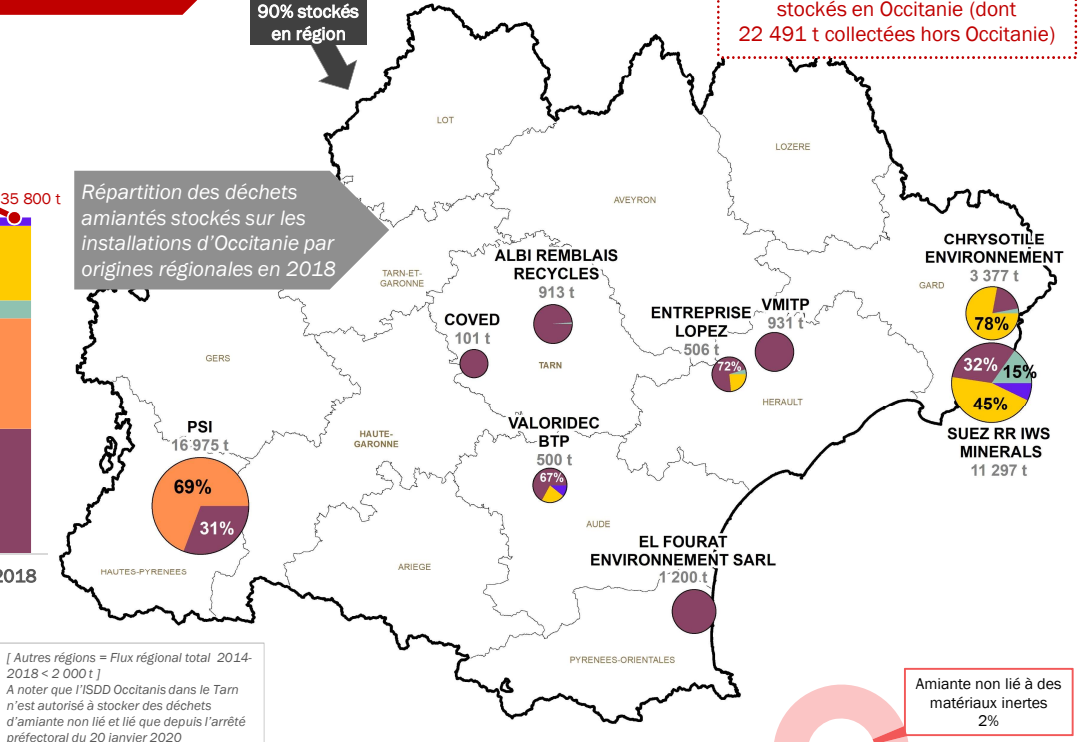 90% stockés
en région
stockés en Occitanie (dont
22 491 t collectées hors Occitanie)
LOT
LOZERE
35 800 t
Répartition des déchets
amiantés stockés sur les
installations d'Occitanie par
origines régionales en 2018
AVEYRON
CHRYSOTILE
ENVIRONNEMENT
3 377 t
GARD
78%
ALBI REMBLAIS
RECYCLES
913 t
TARN-ET-
GARONNE
COVED
101 t
TARN
ENTREPRISE
LOPEZ
506 t
72%
VMITP
931 t
HERAULT
32%
15%
45%
SUEZ RR IWS
MINERALS
11 297 t
GERS
PSI
16 975 t
69%
31%
HAUTE-
GARONNE
VALORIDEC
BTP
500 t
67%
AUDE
EL FOURAT
ENVIRONNEMENT SARL
1 200 t
2018
HAUTES-PYRENEES
ARIEGE
PYRENEES-ORIENTALES
[ Autres régions = Flux régional total 2014-
2018 < 2 000 t ]
A noter que l'ISDD Occitanis dans le Tarn
n'est autorisé à stocker des déchets
d'amiante non lié et lié que depuis l'arrêté
préfectoral du 20 janvier 2020
Amiante non lié à des
matériaux inertes
2%